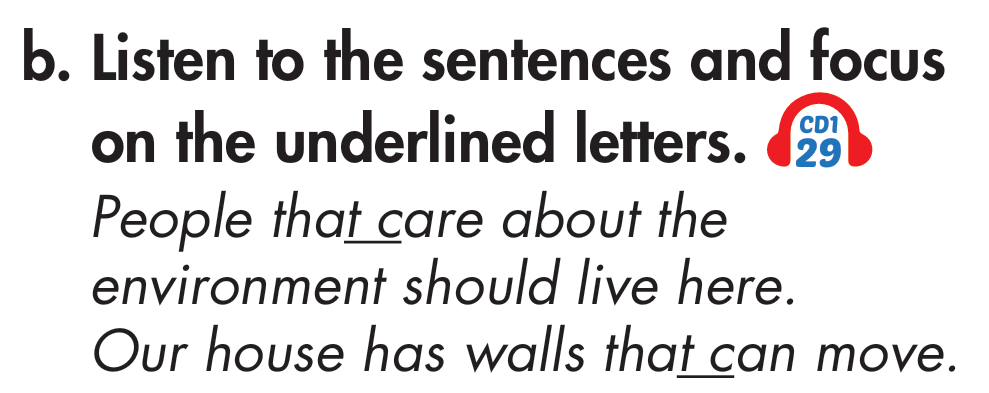 b. Listen to the sentences and focus
on the underlined letters. CD1 29
People that care about the
environment should live here.
Our house has walls that can move.